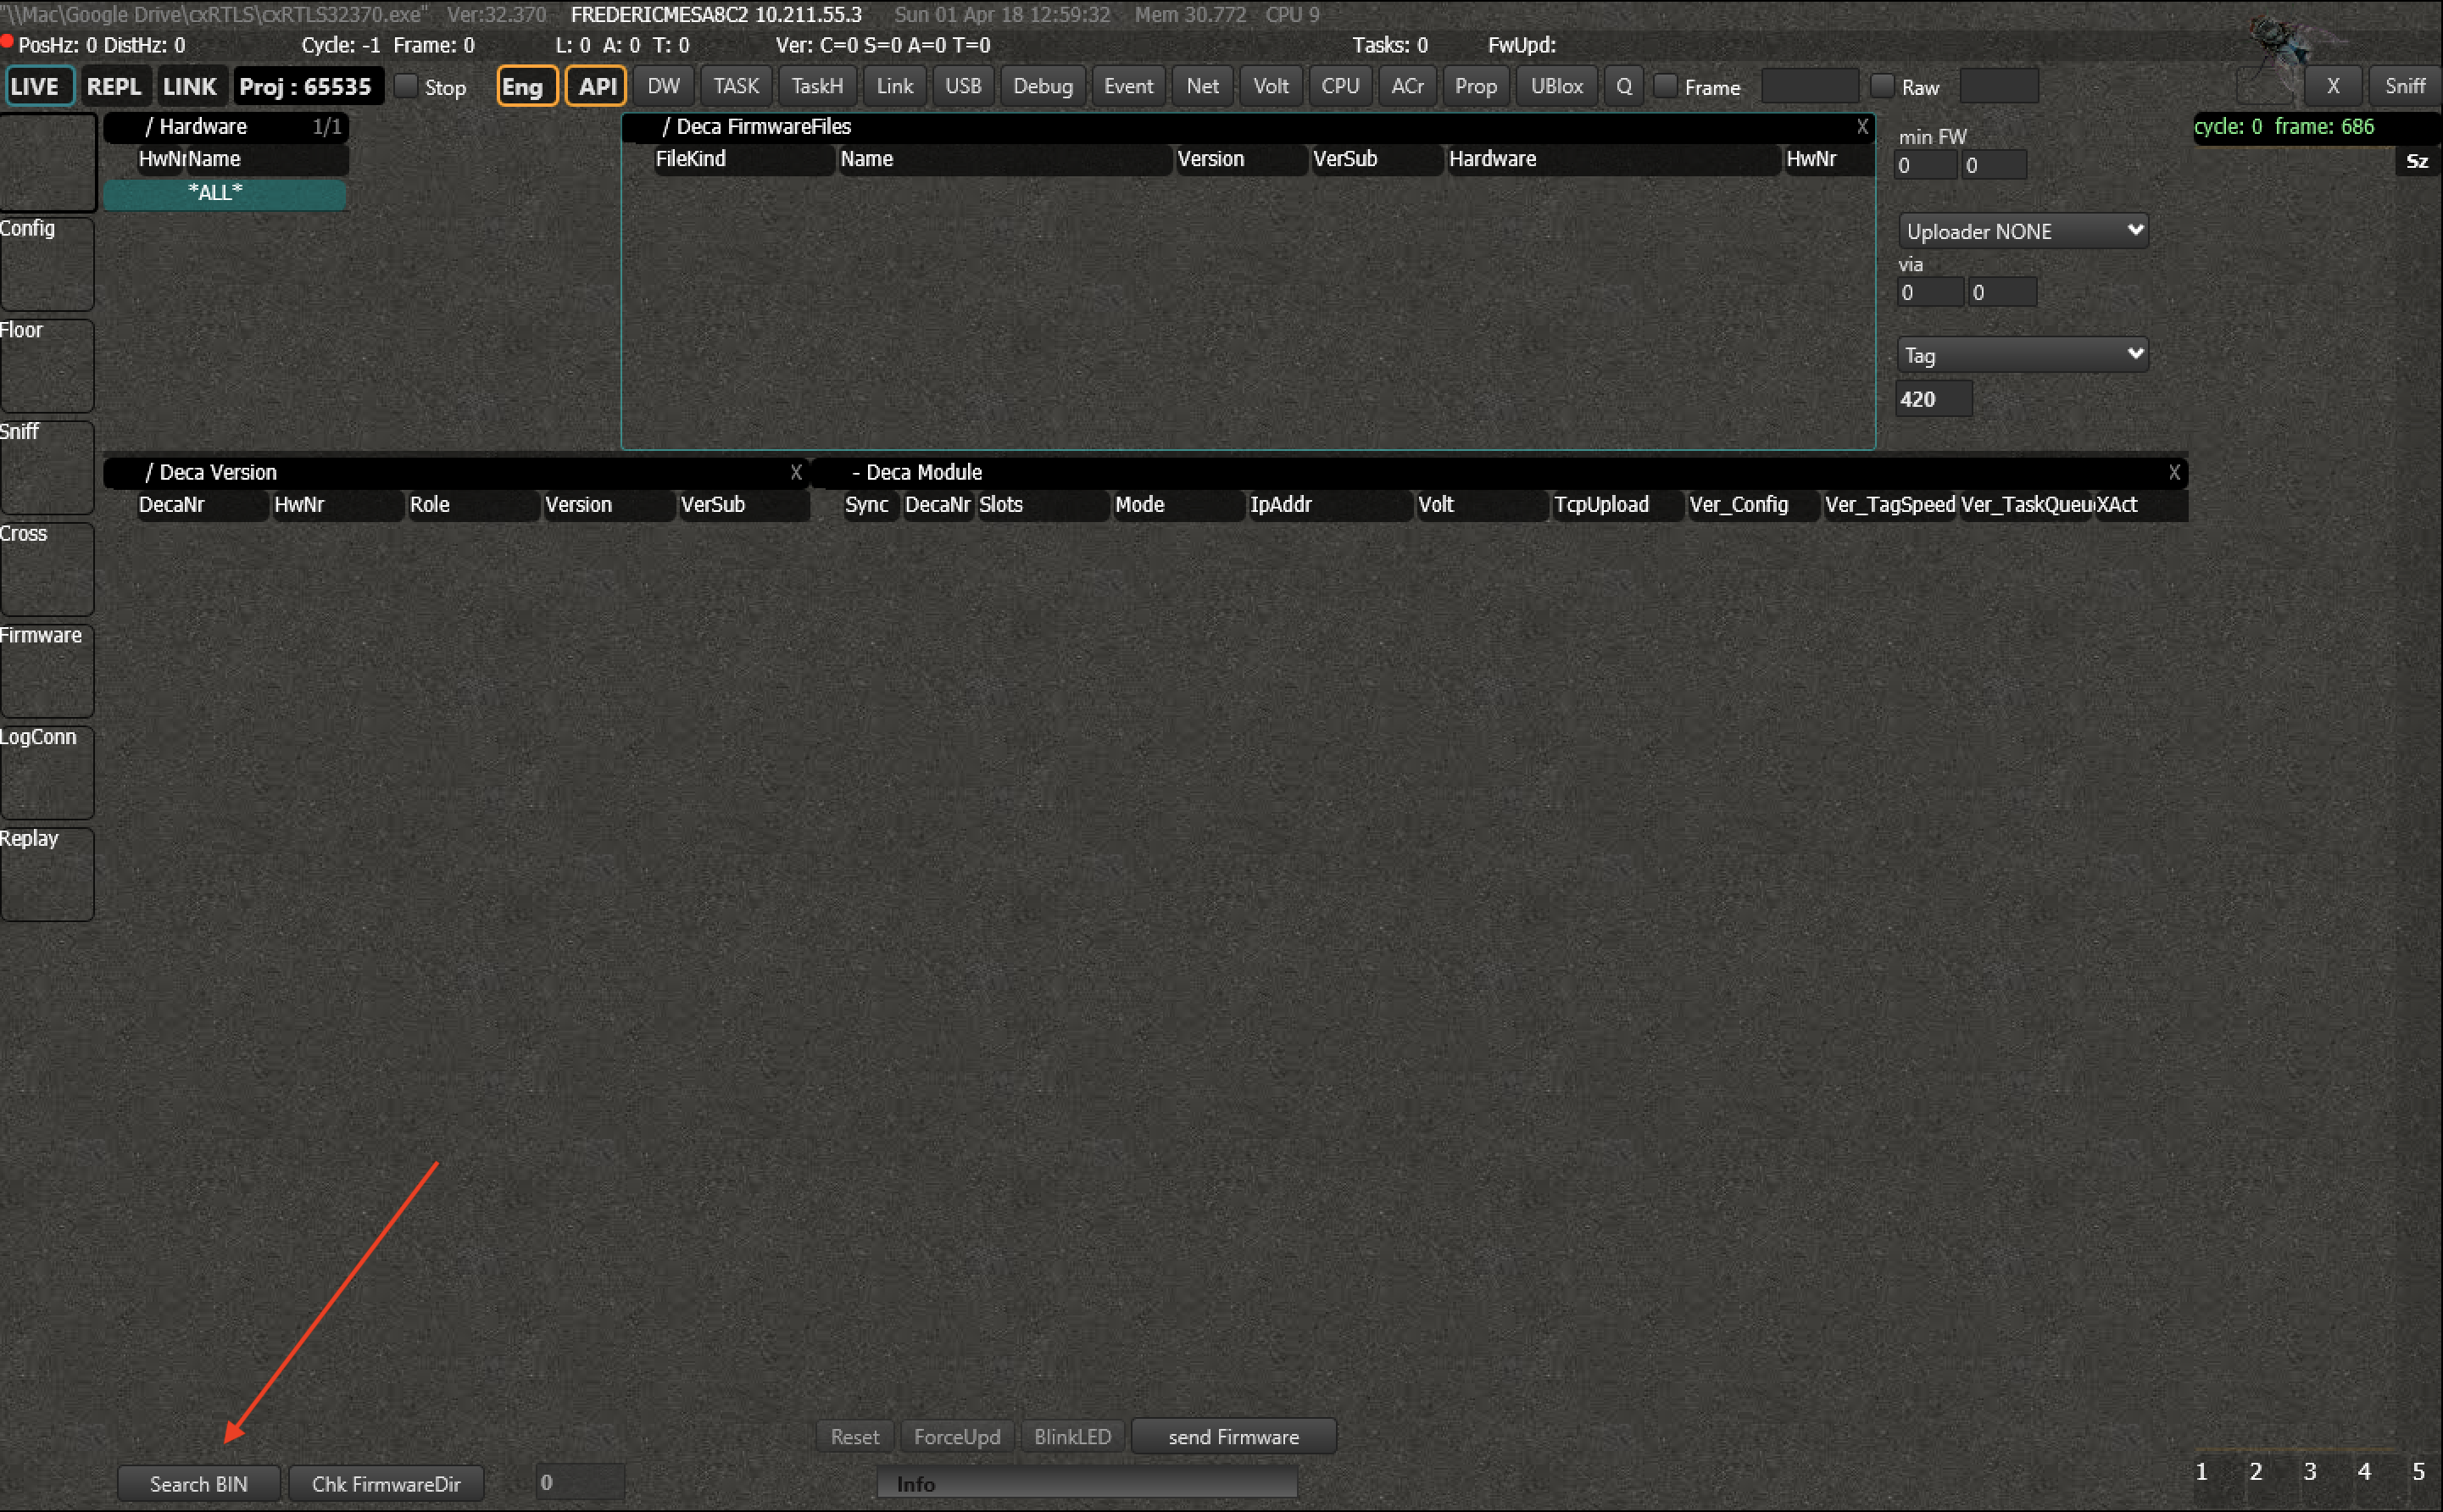 "\\Mac\Google Drive\cxRTLS\cxRTLS32370.exe" Ver:32.370 FREDERICMESA8C2 10.211.55.3 Sun 01 Apr 18 12:59:32 Mem 30.772 CPU 9
PosHz: 0 DistHz: 0 Cycle: -1 Frame: 0 L: 0 A: 0 T: 0 Ver: C=0 S=0 A=0 T=0 Tasks: 0 FwUpd:
LIVE REPL LINK Proj : 65535 Stop Eng API DW TASK TaskH Link USB Debug Event Net Volt CPU ACr Prop UBlox Q Frame Raw X Sniff
/ Hardware 1/1
HwNr Name
*ALL*
/ Deca FirmwareFiles X
FileKind Name Version VerSub Hardware HwNr
min FW
0 0
Uploader NONE
via
0 0
Tag
420
cycle: 0 frame: 686
Sz
Config
Floor
Sniff
Cross
Firmware
LogConn
Replay
/ Deca Version X
DecaNr HwNr Role Version VerSub
- Deca Module X
Sync DecaNr Slots Mode IpAddr Volt TcpUpload Ver_Config Ver_TagSpeed Ver_TaskQueu XAct
Reset ForceUpd BlinkLED send Firmware
Search BIN Chk FirmwareDir 0 Info
1 2 3 4 5